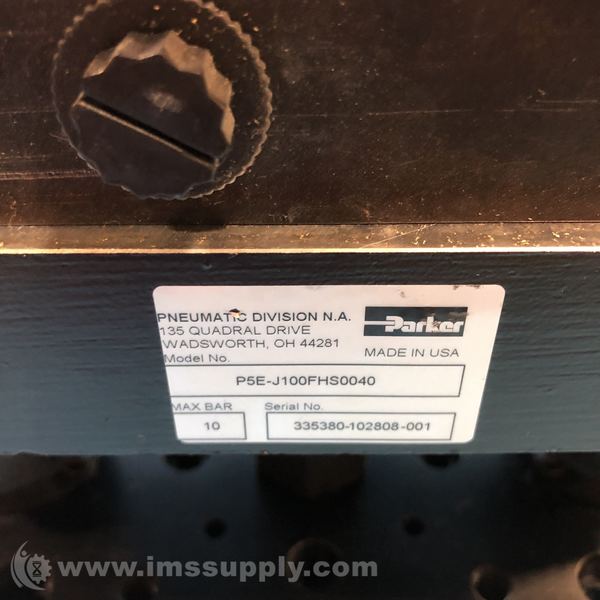 PNEUMATIC DIVISION N.A.
135 QUADRAL DRIVE
WADSWORTH, OH 44281
Parker
MADE IN USA
Model No.
P5E-J100FHS0040
MAX BAR
10
Serial No.
335380-102808-001
www.imssupply.com